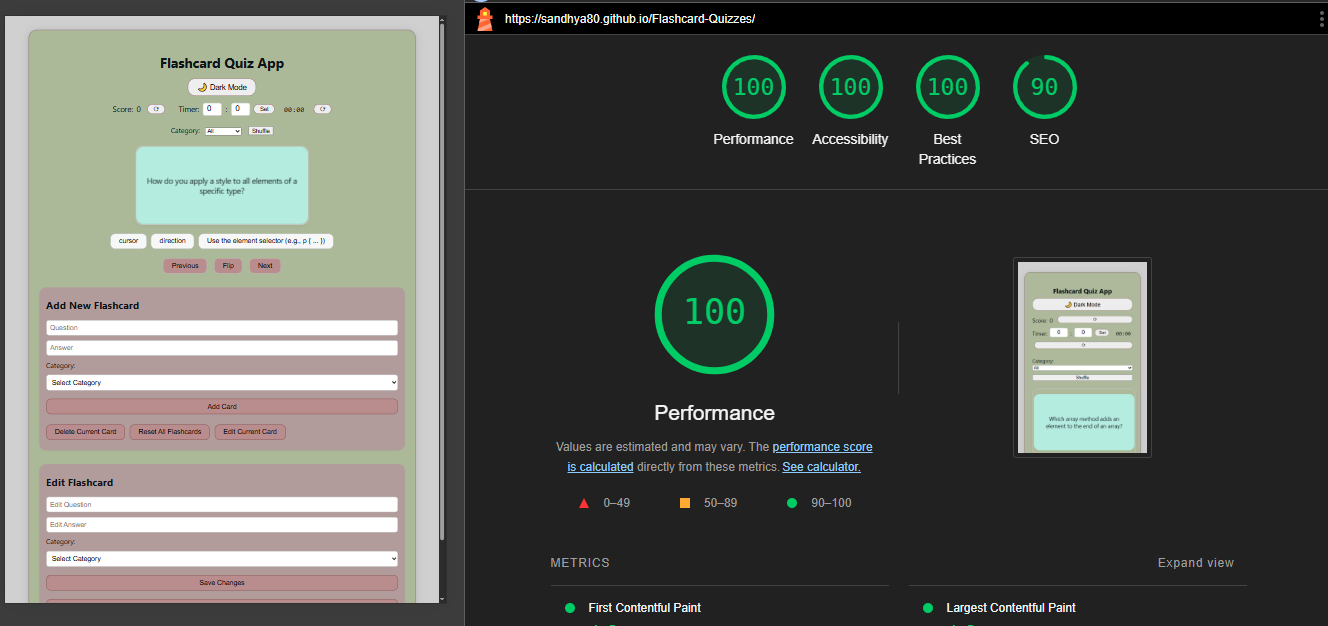 Flashcard Quiz App
🌙 Dark Mode
Score: 0 ⟳ Timer: 0 : 0 Set 00:00 ⟳
Category: All Shuffle
How do you apply a style to all elements of a
specific type?
cursor direction Use the element selector (e.g., p { ... })
Previous Flip Next
Add New Flashcard
Question
Answer
Category:
Select Category
Add Card
Delete Current Card Reset All Flashcards Edit Current Card
Edit Flashcard
Edit Question
Edit Answer
Category:
Select Category
Save Changes
https://sandhya80.github.io/Flashcard-Quizzes/
100 100 100 90
Performance Accessibility Best SEO
Practices
100
Performance
Values are estimated and may vary. The performance score
is calculated directly from these metrics. See calculator.
0–49 50–89 90–100
Flashcard Quiz App
🌙 Dark Mode
Score: 0 ⟳
Timer: 0 : 0 Set 00:00
⟳
Category:
All
Shuffle
Which array method adds an
element to the end of an array?
METRICS Expand view
First Contentful Paint Largest Contentful Paint